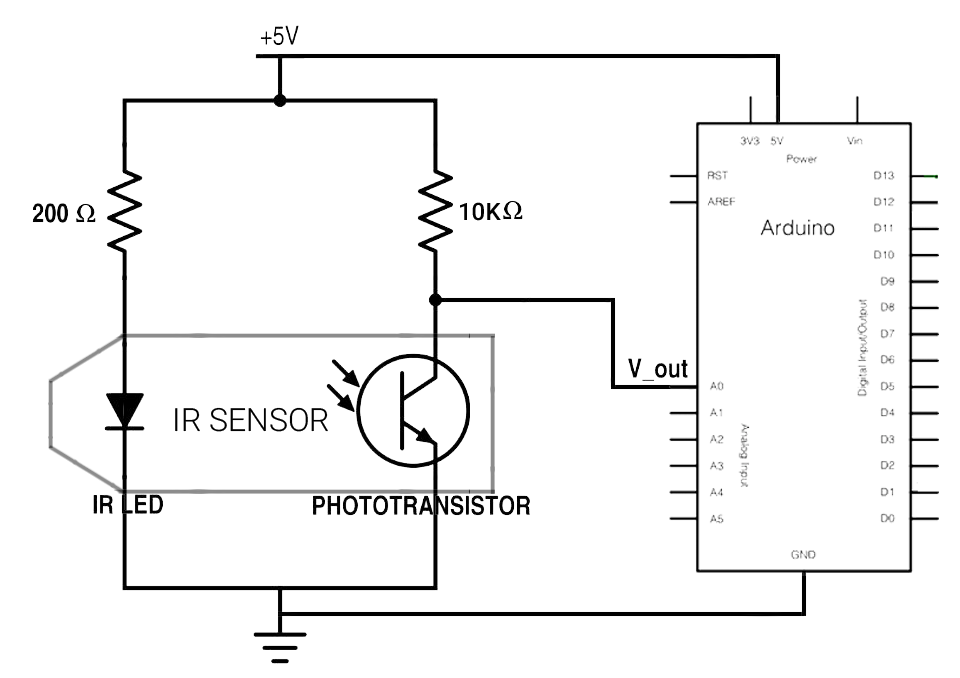 +5V
200 Ω
10KΩ
V_out
IR SENSOR
IR LED
PHOTOTRANSISTOR
3V3 5V Vin
Power
RST
AREF
Arduino
D13
D12
D11
D10
D9
D8
D7
D6
D5
D4
D3
D2
D1
D0
Digital Input/Output
A0
A1
A2
A3
A4
A5
Analog Input
GND